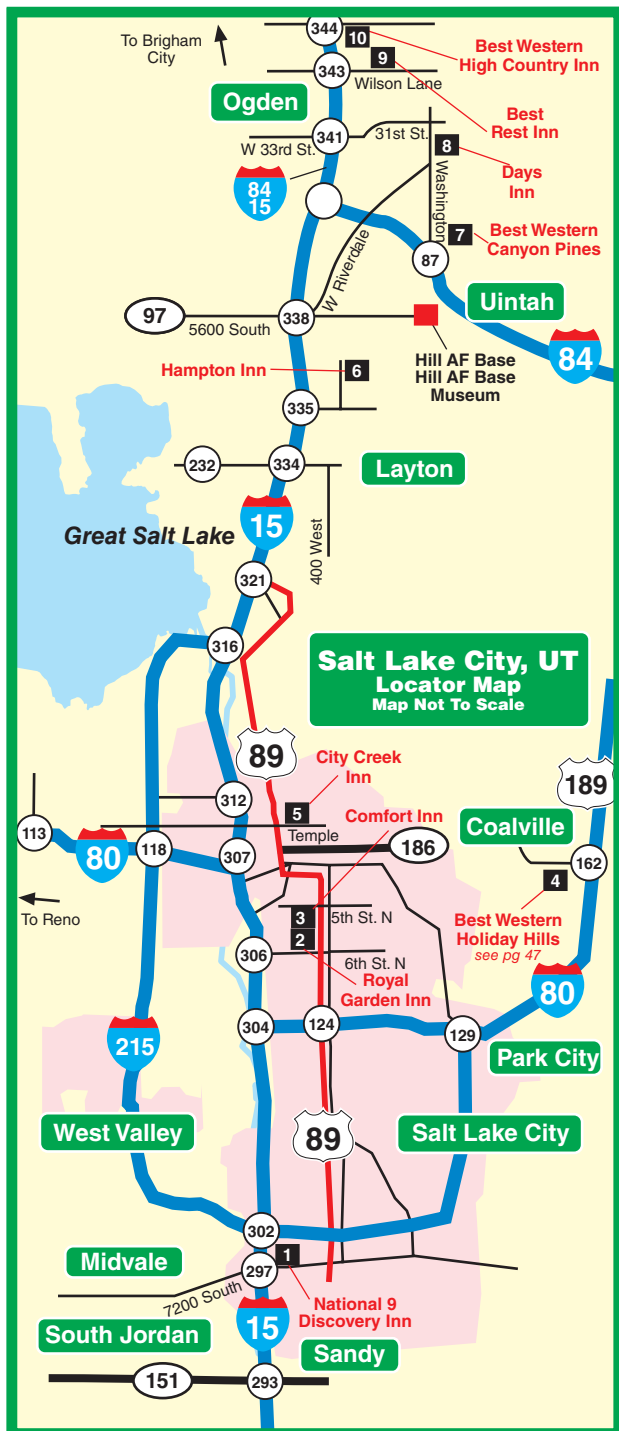 344
10
To Brigham
City
Best Western
High Country Inn
9
343
Wilson Lane
Ogden
Best
Rest Inn
341
31st St.
W 33rd St.
8
Days
Inn
84
15
Washington
7
Best Western
Canyon Pines
W Riverdale
87
Uintah
97
5600 South
338
84
Hill AF Base
Hill AF Base
Museum
Hampton Inn
6
335
232
334
Layton
15
Great Salt Lake
400 West
321
316
Salt Lake City, UT
Locator Map
Map Not To Scale
89
City Creek
Inn
189
312
5
Comfort Inn
Temple
Coalville
113
80
118
307
186
162
4
To Reno
3
5th St. N
Best Western
Holiday Hills
see pg 47
2
306
6th St. N
Royal
Garden Inn
80
304
124
129
215
Park City
West Valley
89
Salt Lake City
302
1
Midvale
297
7200 South
National 9
Discovery Inn
15
South Jordan
Sandy
151
293